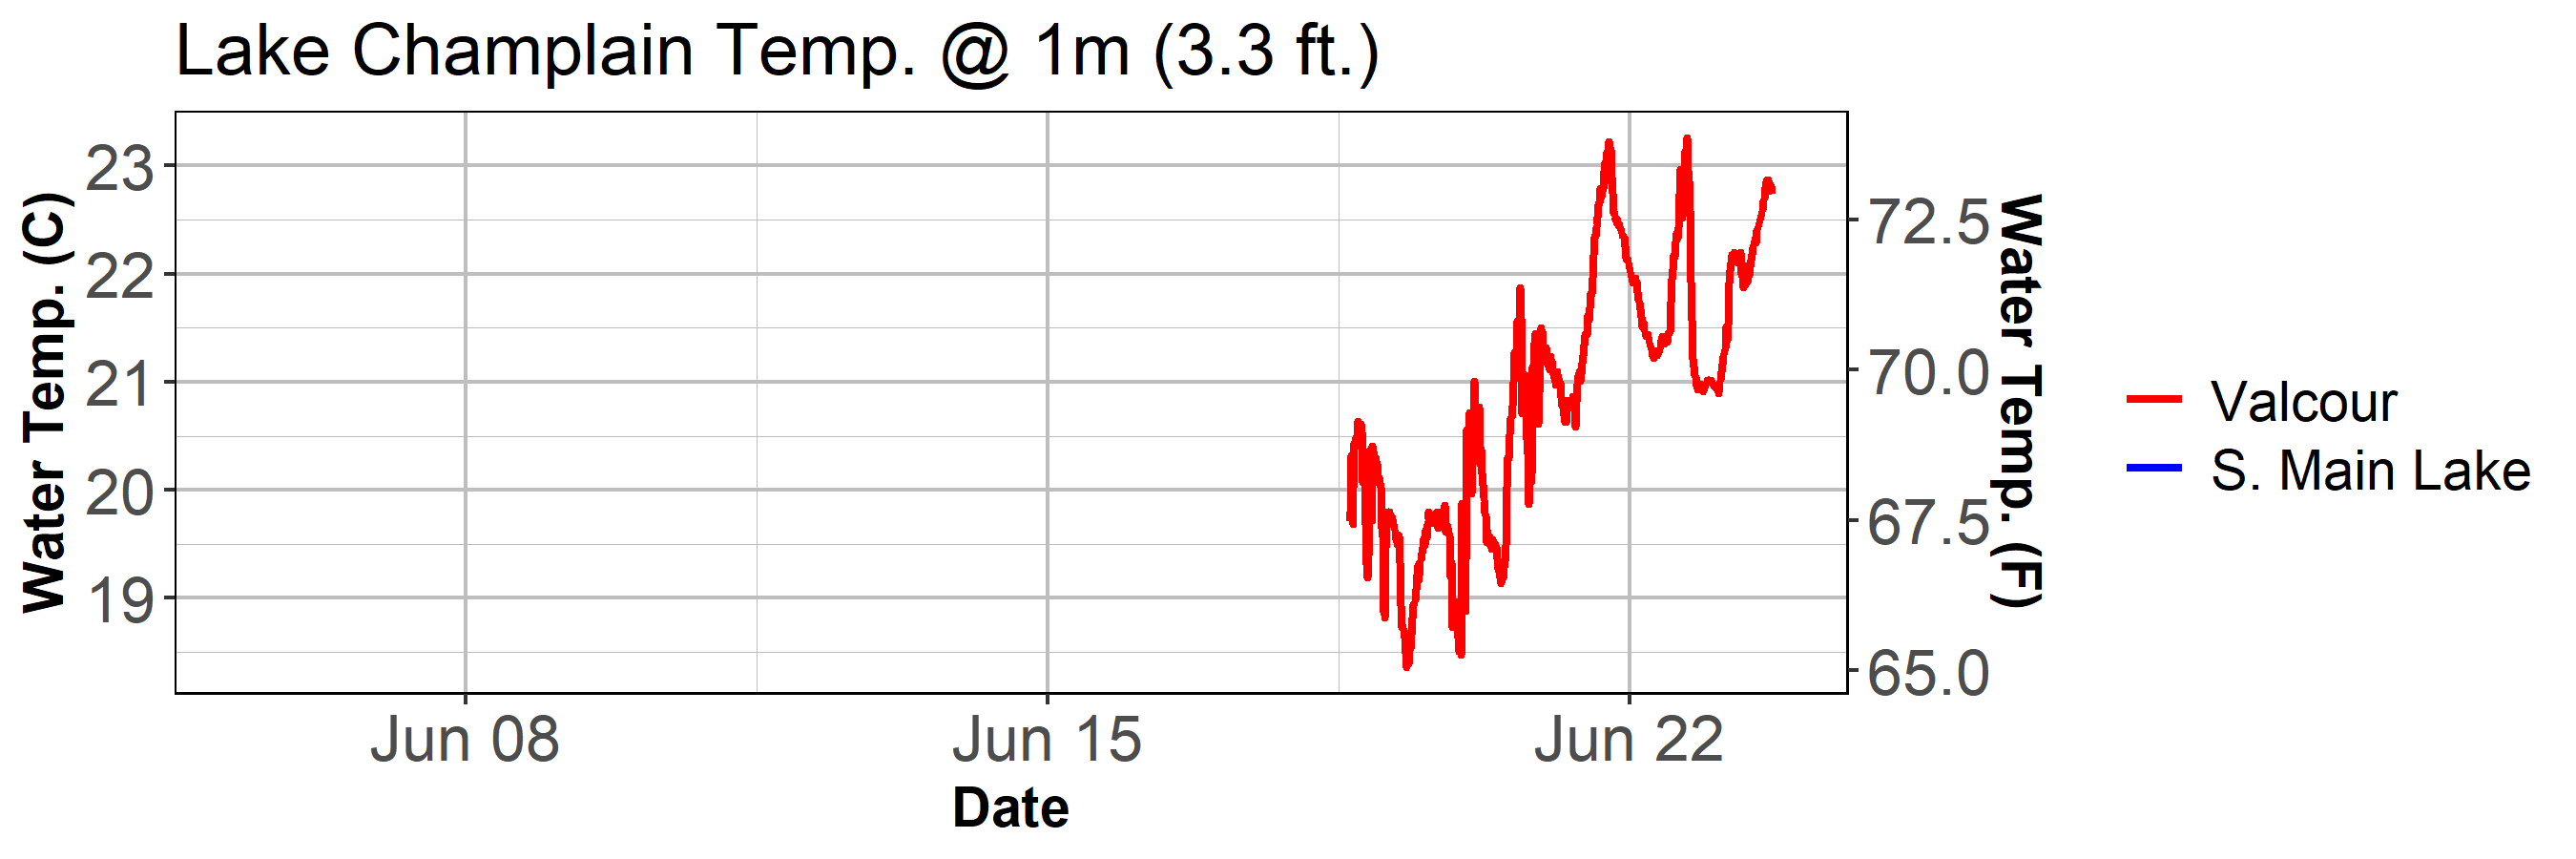 Lake Champlain Temp. @ 1m (3.3 ft.)
Water Temp. (C)
23
22
21
20
19
72.5
70.0
67.5
65.0
Water Temp. (F)
Jun 08
Jun 15
Jun 22
Date
Valcour
S. Main Lake